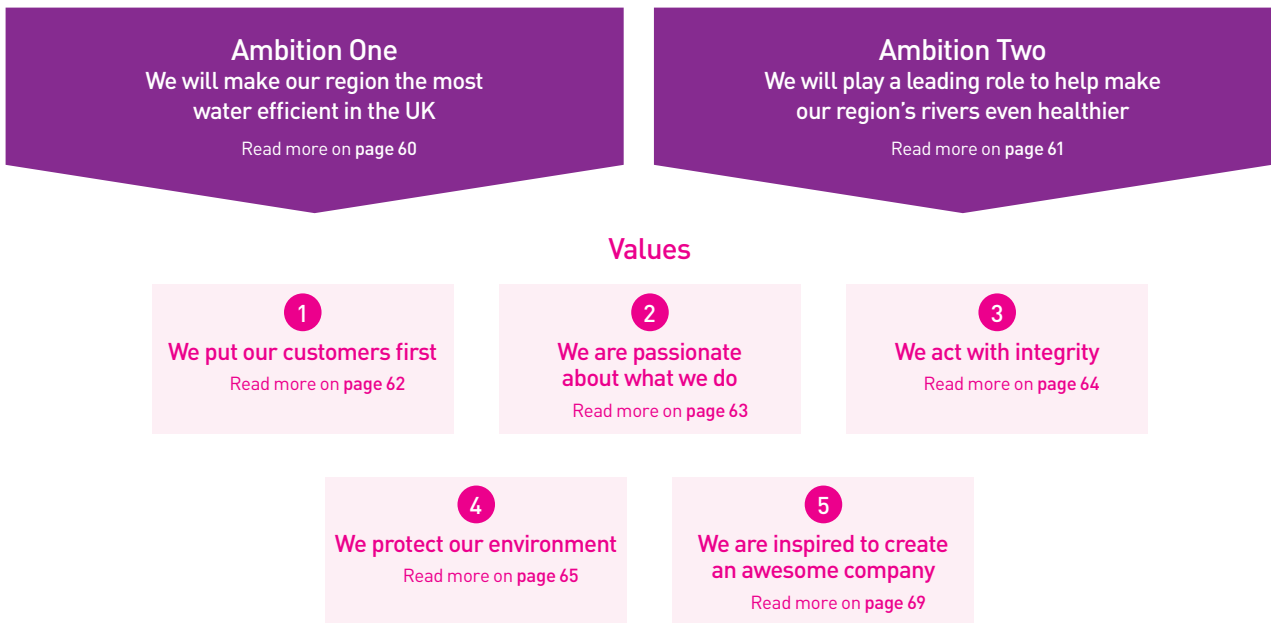 Ambition One
We will make our region the most
water efficient in the UK
Read more on page 60
Ambition Two
We will play a leading role to help make
our region's rivers even healthier
Read more on page 61
Values
1
We put our customers first
Read more on page 62
2
We are passionate
about what we do
Read more on page 63
3
We act with integrity
Read more on page 64
4
We protect our environment
Read more on page 65
5
We are inspired to create
an awesome company
Read more on page 69